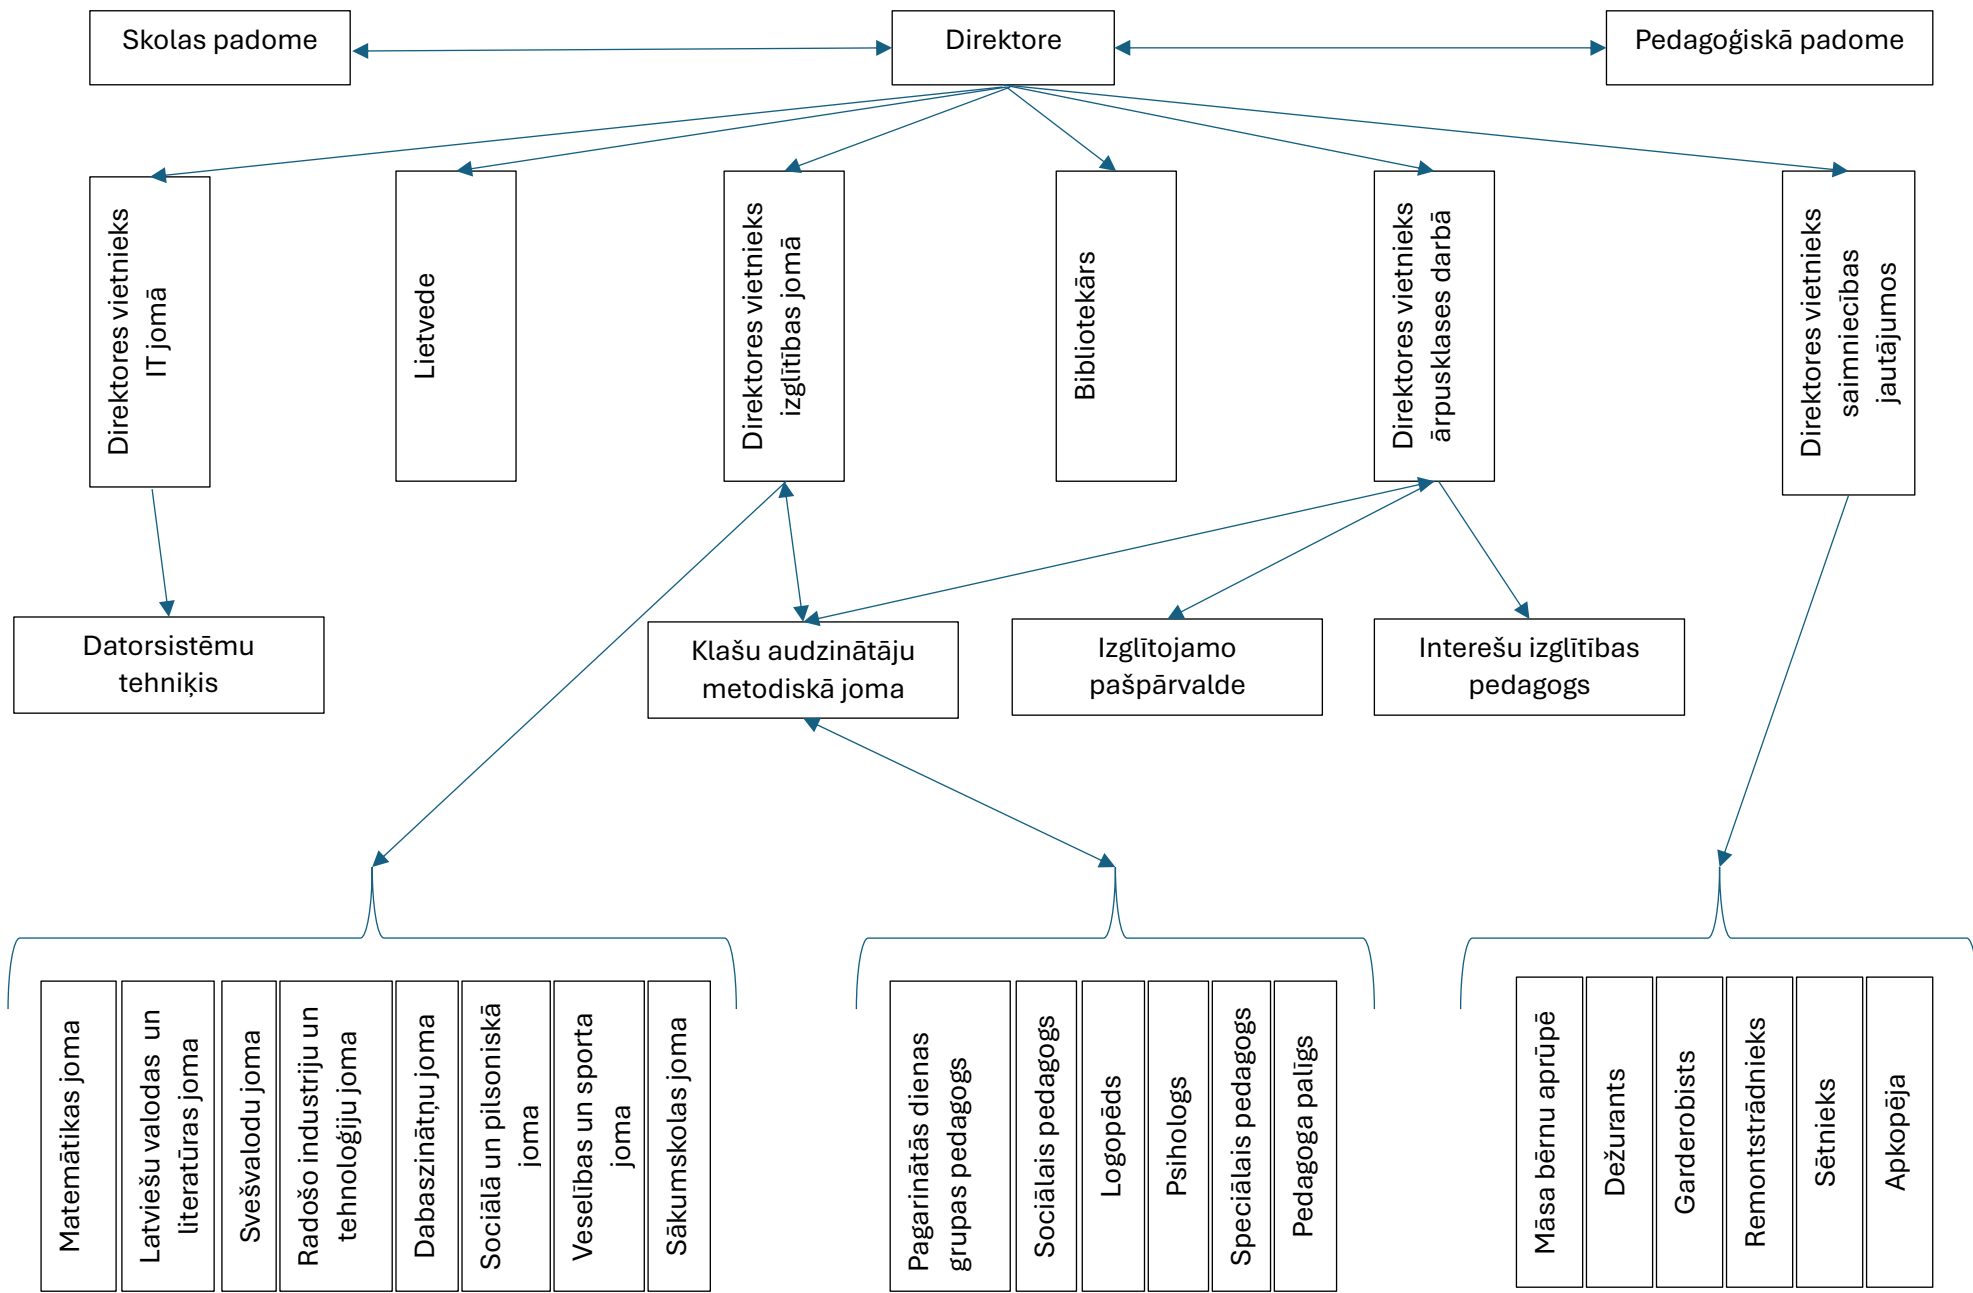 Skolas padome
Direktore
Pedagoģiskā padome
Direktores vietnieks
IT jomā
Lietvede
Direktores vietnieks
izglītības jomā
Bibliotekārs
Direktores vietnieks
ārpusklases darbā
Direktores vietnieks
saimniecības
jautājumos
Datorsistēmu
tehniķis
Klašu audzinātāju
metodiskā joma
Izglītojamo
pašpārvalde
Interešu izglītības
pedagogs
Matemātikas joma
Latviešu valodas un
literatūras joma
Svešvalodu joma
Radošo industriju un
tehnoloģiju joma
Dabaszinātņu joma
Sociālā un pilsoniskā
joma
Veselības un sporta
joma
Sākumskolas joma
Pagarinātās dienas
grupas pedagogs
Sociālais pedagogs
Logopēds
Psihologs
Speciālais pedagogs
Pedagoga palīgs
Māsa bērnu aprūpē
Dežurants
Garderobists
Remontstrādnieks
Sētnieks
Apkopēja